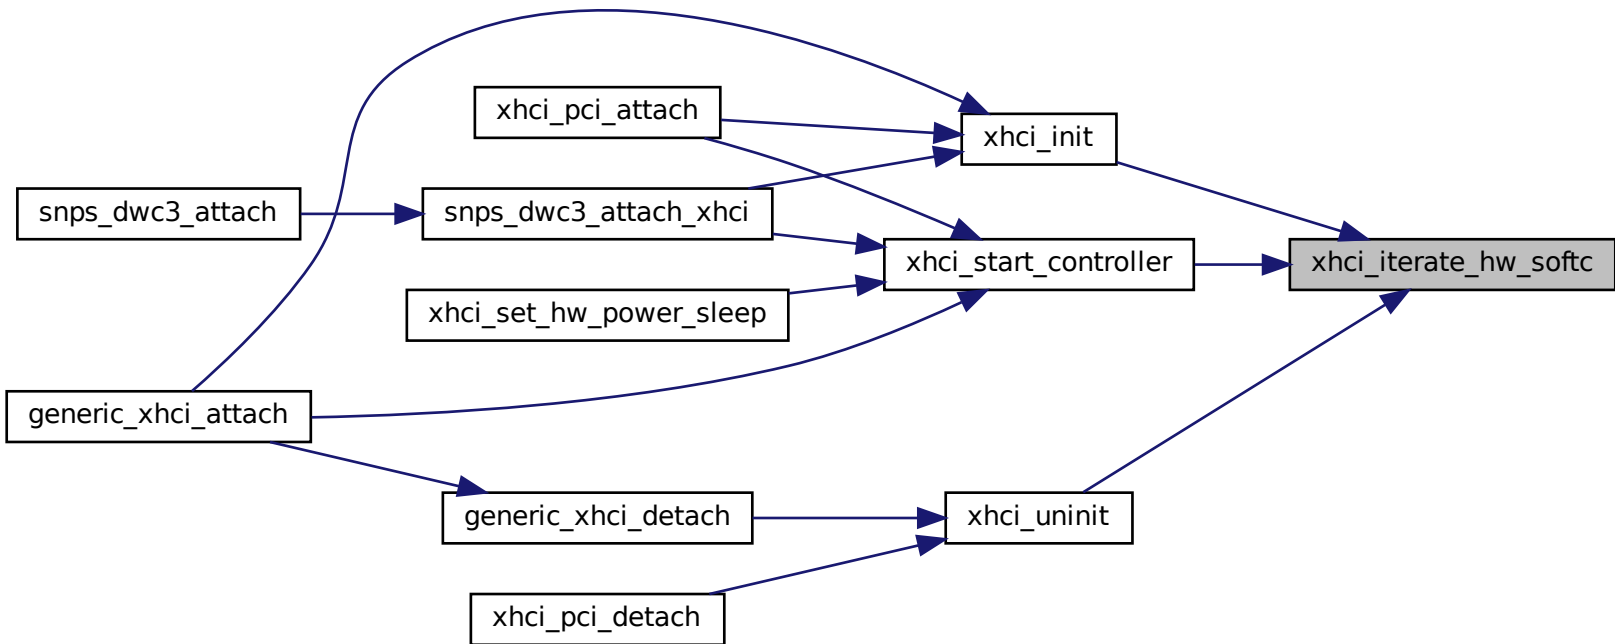 xhci_pci_attach
xhci_init
snps_dwc3_attach
snps_dwc3_attach_xhci
xhci_start_controller
xhci_iterate_hw_softc
xhci_set_hw_power_sleep
generic_xhci_attach
generic_xhci_detach
xhci_uninit
xhci_pci_detach